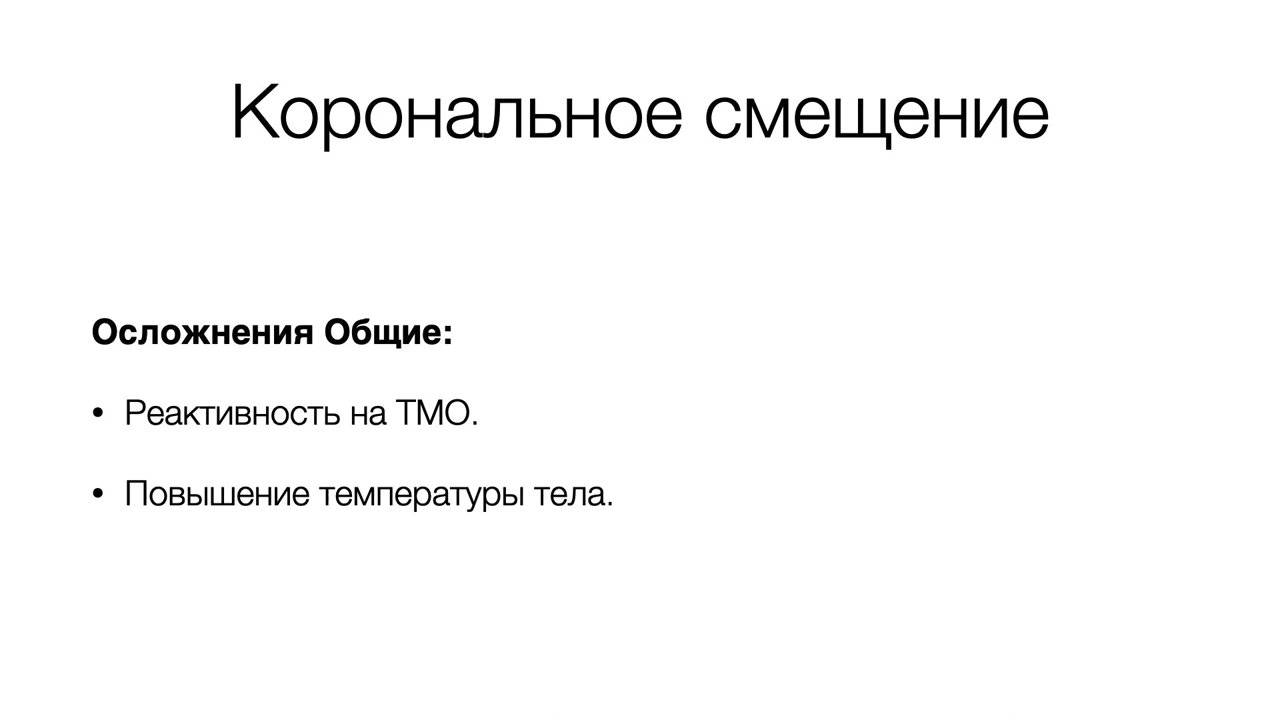 Корональное смещение
Осложнения Общие:
• Реактивность на ТМО.
• Повышение температуры тела.